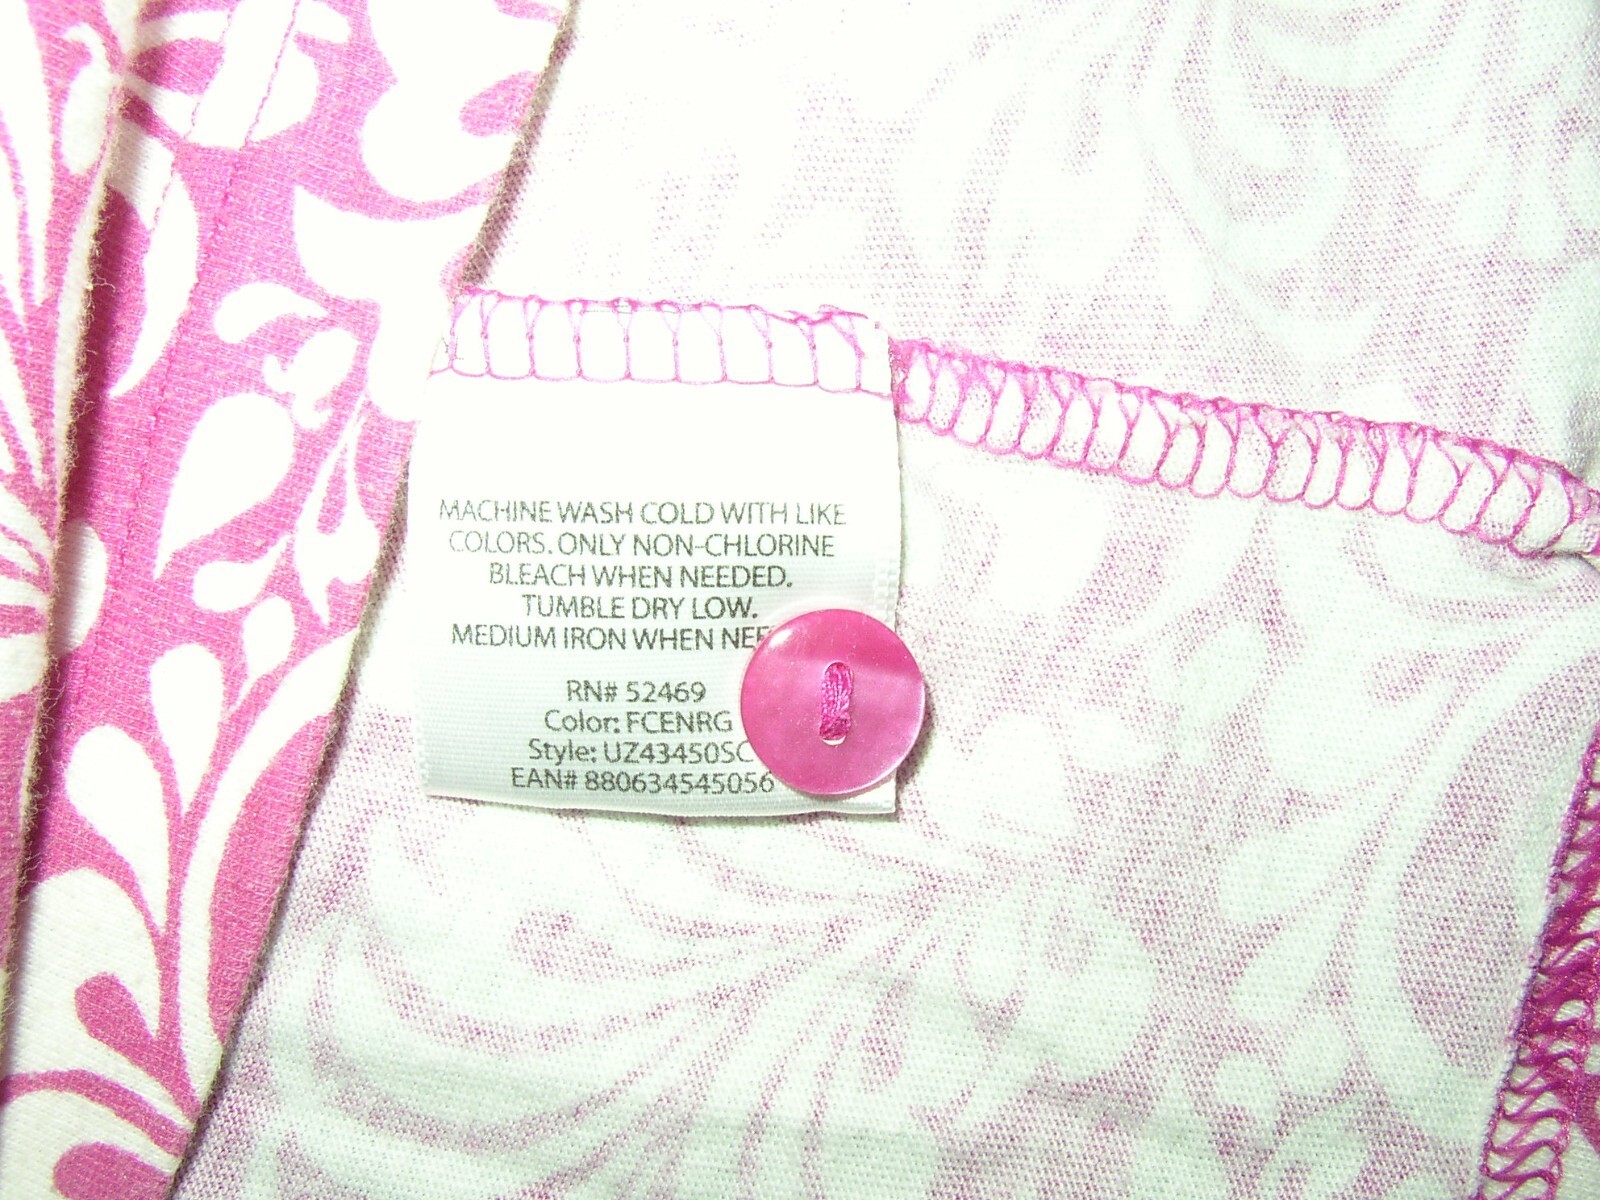 MACHINE WASH COLD WITH LIKE
COLORS. ONLY NON-CHLORINE
BLEACH WHEN NEEDED.
TUMBLE DRY LOW.
MEDIUM IRON WHEN
RN# 52469
Color: FCENRG
Style: UZ43450SC
EAN# 880634545056